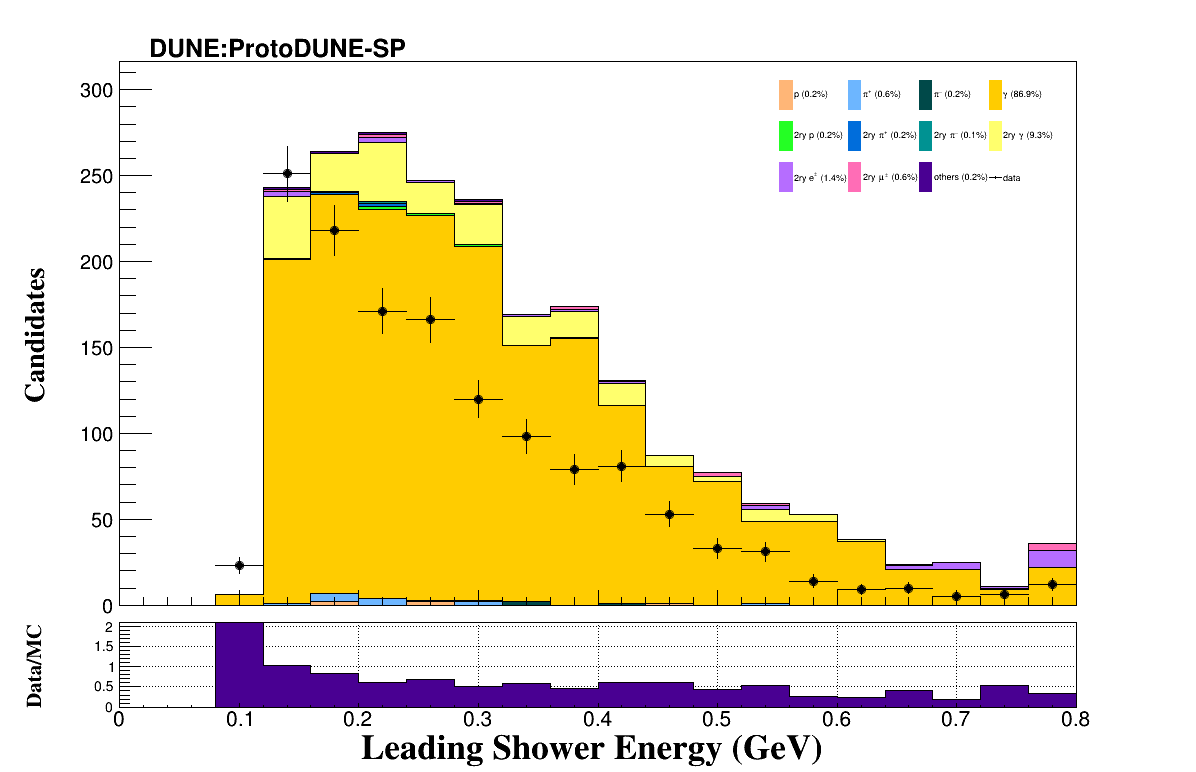 DUNE:ProtoDUNE-SP
300
250
200
150
100
50
0
Candidates
p (0.2%) π⁺ (0.6%) π⁻ (0.2%) γ (86.9%)
2ry p (0.2%) 2ry π⁺ (0.2%) 2ry π⁻ (0.1%) 2ry γ (9.3%)
2ry e± (1.4%) 2ry μ± (0.6%) others (0.2%) data
2
1.5
1
0.5
0
Data/MC
0 0.1 0.2 0.3 0.4 0.5 0.6 0.7 0.8
Leading Shower Energy (GeV)